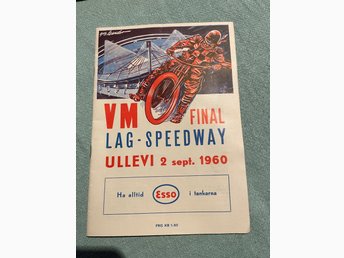 VM FINAL
LAG-SPEEDWAY
ULLEVI 2 sept. 1960
Ha alltid Esso i tankarna